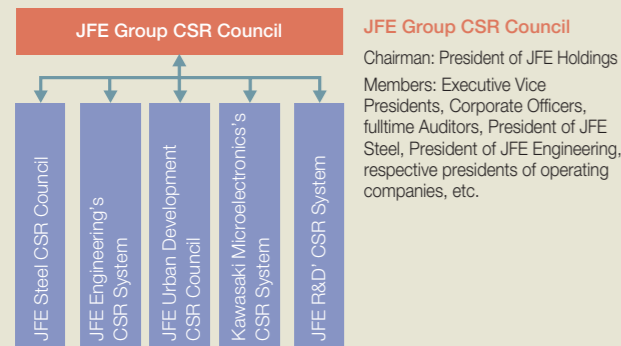 JFE Group CSR Council
JFE Steel CSR Council
JFE Engineering's
CSR System
JFE Urban Development
CSR Council
Kawasaki Microelectronics's
CSR System
JFE R&D' CSR System
JFE Group CSR Council
Chairman: President of JFE Holdings
Members: Executive Vice
Presidents, Corporate Officers,
fulltime Auditors, President of JFE
Steel, President of JFE Engineering,
respective presidents of operating
companies, etc.